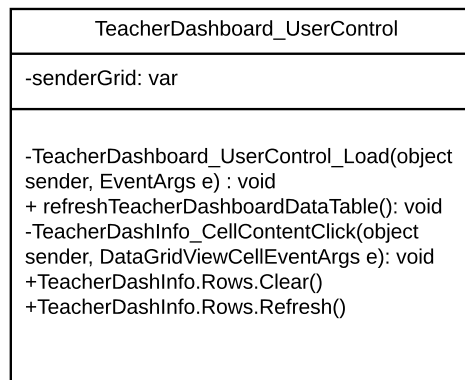 TeacherDashboard_UserControl
-senderGrid: var
-TeacherDashboard_UserControl_Load(object
sender, EventArgs e) : void
+ refreshTeacherDashboardDataTable(): void
-TeacherDashInfo_CellContentClick(object
sender, DataGridViewCellEventArgs e): void
+TeacherDashInfo.Rows.Clear()
+TeacherDashInfo.Rows.Refresh()